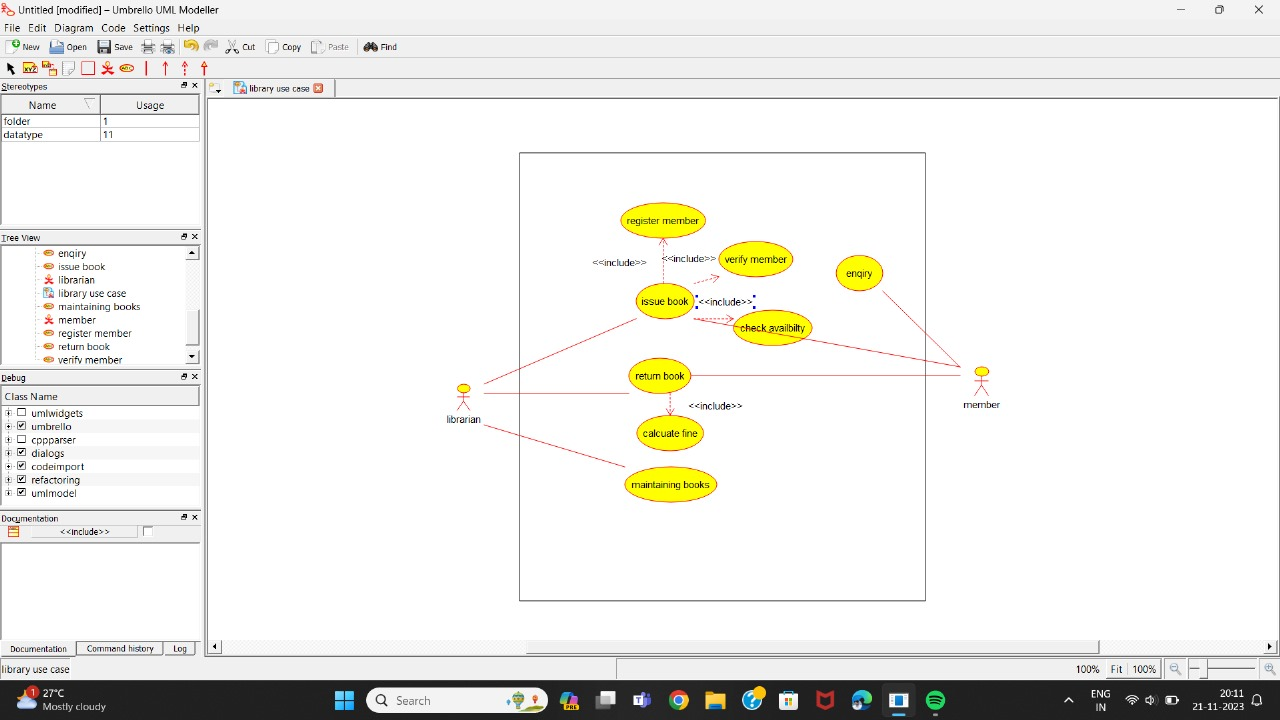 Untitled [modified] – Umbrello UML Modeller
File Edit Diagram Code Settings Help
New Open Save Cut Copy Paste Find
Stereotypes
Name Usage
folder 1
datatype 11
Tree View
enqiry
issue book
librarian
library use case
maintaining books
member
register member
return book
verify member
Debug
Class Name
umlwidgets
umbrello
cppparser
dialogs
codeimport
refactoring
umlmodel
Documentation
<<include>>
Documentation Command history Log
library use case
library use case
register member
<<include>> <<include>> verify member
enqiry
issue book <<include>>
check availbilty
return book
member
<<include>>
librarian
calcuate fine
maintaining books
100% Fit 100%
1 27°C
Mostly cloudy
Search
PRE
ENG
IN
20:11
21-11-2023